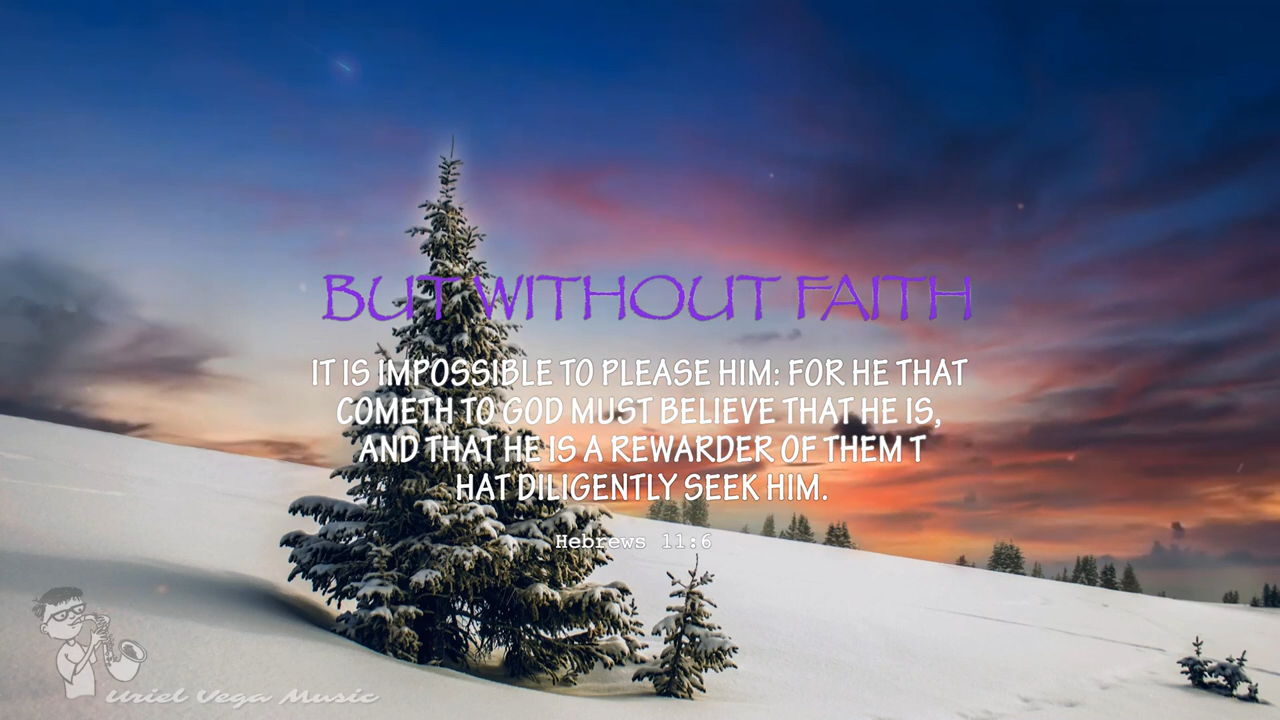 BUT WITHOUT FAITH
IT IS IMPOSSIBLE TO PLEASE HIM: FOR HE THAT
COMETH TO GOD MUST BELIEVE THAT HE IS,
AND THAT HE IS A REWARDER OF THEM T
HAT DILIGENTLY SEEK HIM.
Hebrews 11:6
Uriel Vega Music